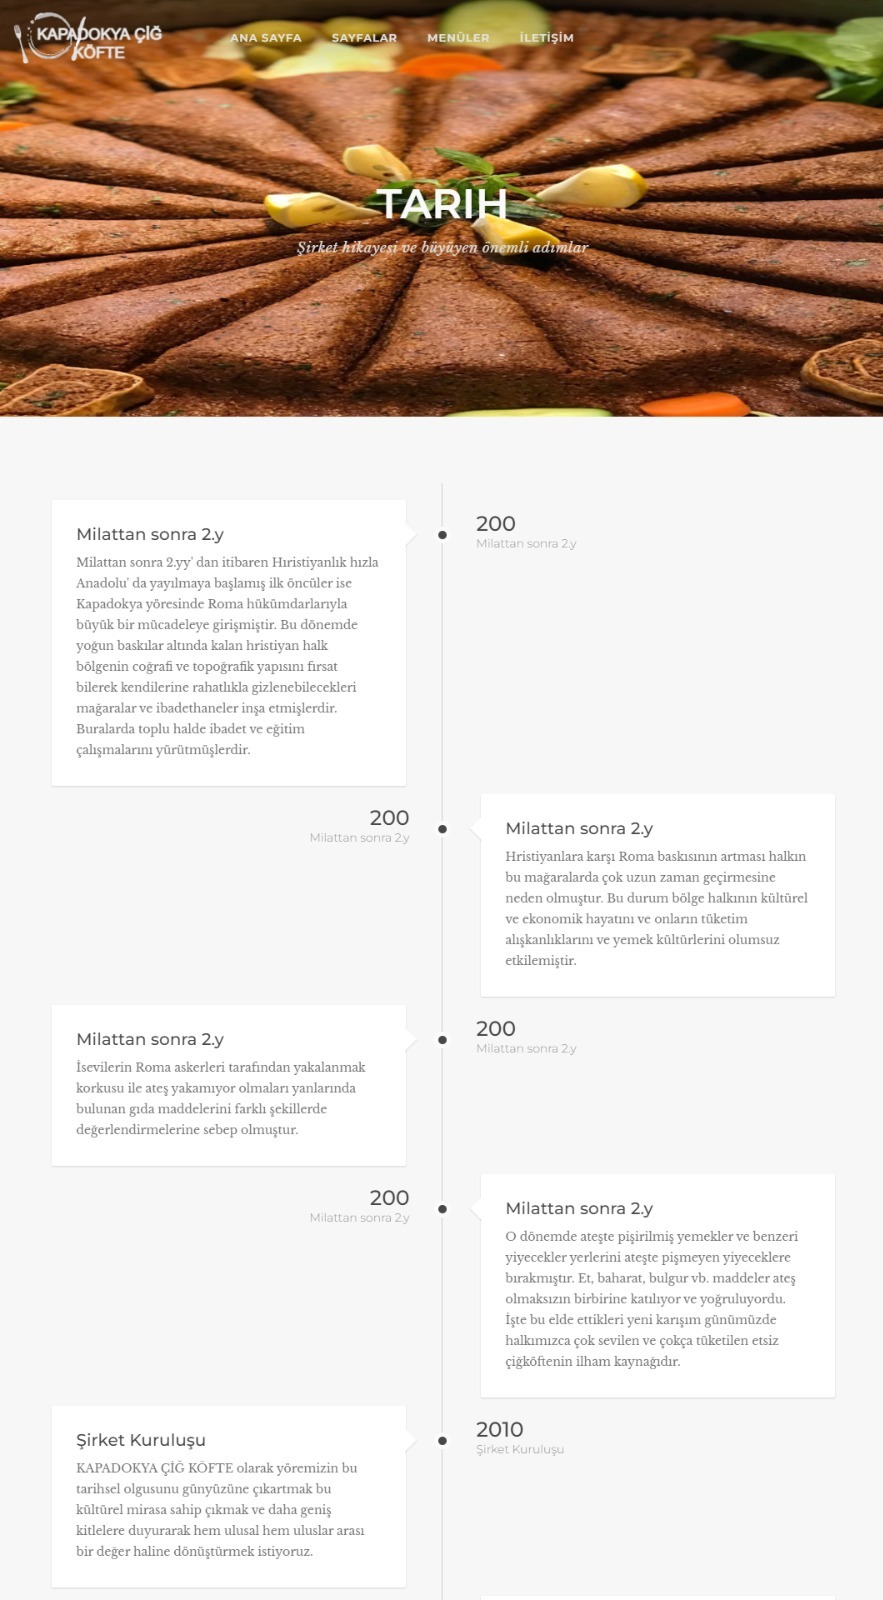 KAPADOKYA ÇİĞ
KÖFTE
ANA SAYFA
SAYFALAR
MENÜLER
İLETİŞİM
TARIH
Şirket hikayesi ve büyüyen önemli adımlar
Milattan sonra 2.y
Milattan sonra 2.yy' dan itibaren Hıristiyanlık hızla
Anadolu' da yayılmaya başlamış ilk öncüler ise
Kapadokya yöresinde Roma hükümdarlarıyla
büyük bir mücadeleye girişmiştir. Bu dönemde
yoğun baskılar altında kalan hristiyan halk
bölgenin coğrafi ve topoğrafik yapısını fırsat
bilerek kendilerine rahatlıkla gizlenebilecekleri
mağaralar ve ibadethaneler inşa etmişlerdir.
Buralarda toplu halde ibadet ve eğitim
çalışmalarını yürütmüşlerdir.
200
Milattan sonra 2.y
200
Milattan sonra 2.y
Milattan sonra 2.y
Hristiyanlara karşı Roma baskısının artması halkın
bu mağaralarda çok uzun zaman geçirmesine
neden olmuştur. Bu durum bölge halkının kültürel
ve ekonomik hayatını ve onların tüketim
alışkanlıklarını ve yemek kültürlerini olumsuz
etkilemiştir.
Milattan sonra 2.y
İsevilerin Roma askerleri tarafından yakalanmak
korkusu ile ateş yakamıyor olmaları yanlarında
bulunan gıda maddelerini farklı şekillerde
değerlendirmelerine sebep olmuştur.
200
Milattan sonra 2.y
200
Milattan sonra 2.y
Milattan sonra 2.y
O dönemde ateşte pişirilmiş yemekler ve benzeri
yiyecekler yerlerini ateşte pişmeyen yiyeceklere
bırakmıştır. Et, baharat, bulgur vb. maddeler ateş
olmaksızın birbirine katılıyor ve yoğruluyordu.
İşte bu elde ettikleri yeni karışım günümüzde
halkımızca çok sevilen ve çokça tüketilen etsiz
çiğköftenin ilham kaynağıdır.
Şirket Kuruluşu
KAPADOKYA ÇİĞ KÖFTE olarak yöremizin bu
tarihsel olgusunu günyüzüne çıkartmak bu
kültürel mirasa sahip çıkmak ve daha geniş
kitlelere duyurarak hem ulusal hem uluslar arası
bir değer haline dönüştürmek istiyoruz.
2010
Şirket Kuruluşu